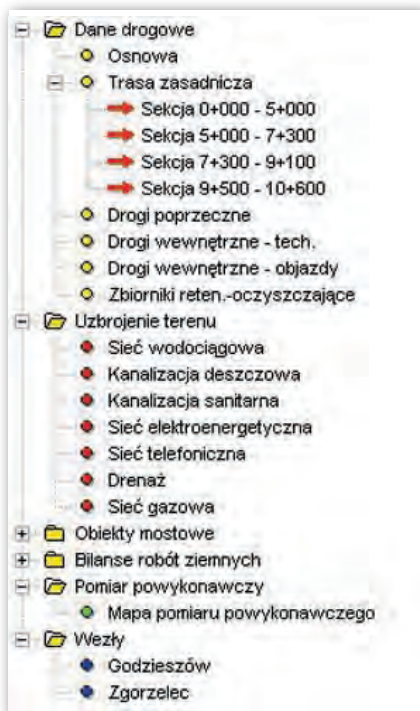 Dane drogowe
Osnowa
Trasa zasadnicza
Sekcja 0+000 - 5+000
Sekcja 5+000 - 7+300
Sekcja 7+300 - 9+100
Sekcja 9+500 - 10+600
Drogi poprzeczne
Drogi wewnętrzne - tech.
Drogi wewnętrzne - objazdy
Zbiorniki reten.-oczyszczające
Uzbrojenie terenu
Sieć wodociągowa
Kanalizacja deszczowa
Kanalizacja sanitarna
Sieć elektroenergetyczna
Sieć telefoniczna
Drenaż
Sieć gazowa
Obiekty mostowe
Bilanse robót ziemnych
Pomiar powykonawczy
Mapa pomiaru powykonawczego
Wezły
Godzieszów
Zgorzelec